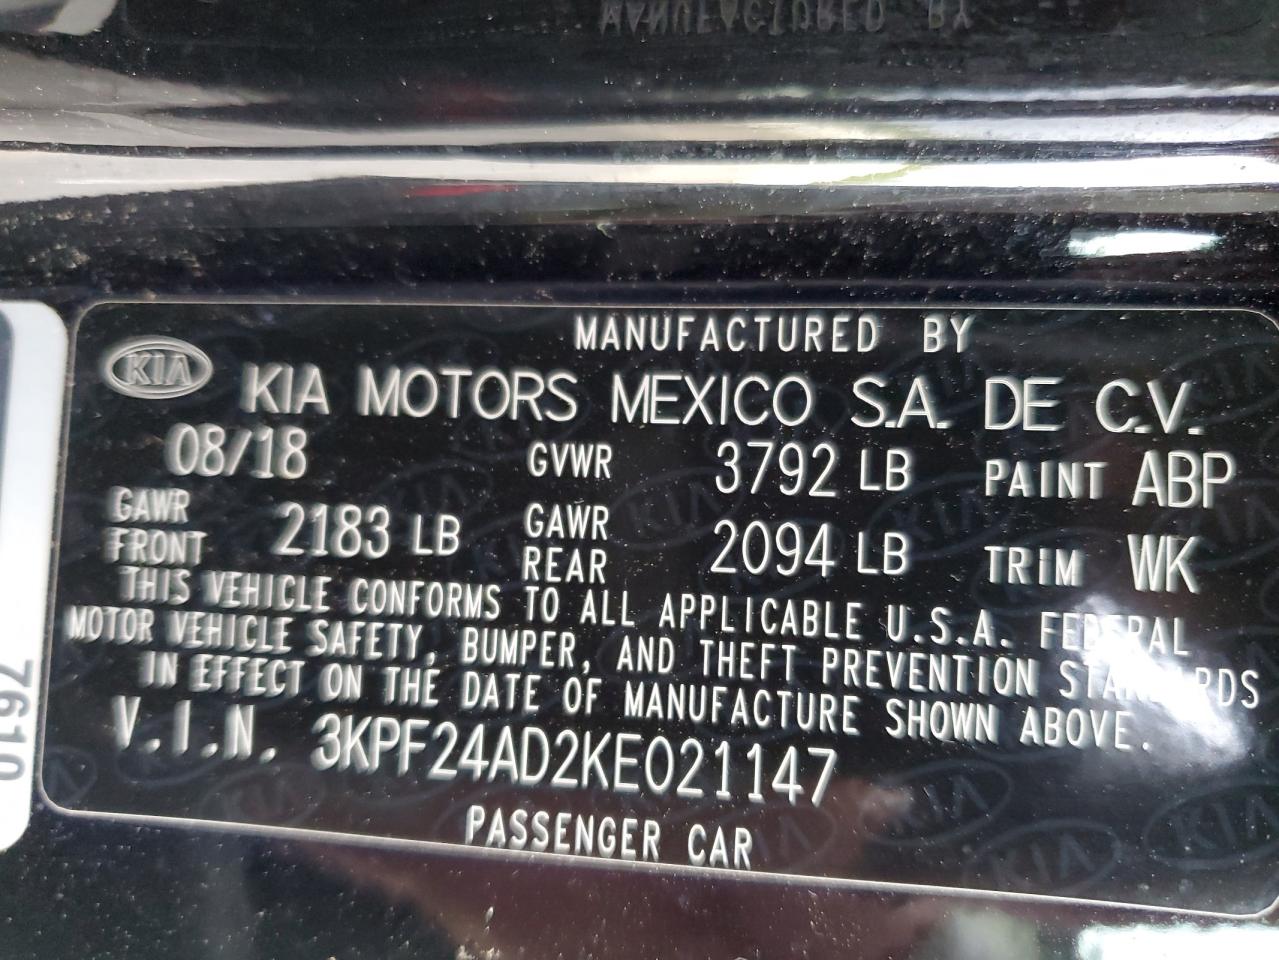 MANUFACTURED BY
KIA
KIA MOTORS MEXICO S.A. DE C.V.
08/18 GVWR 3792 LB PAINT ABP
GAWR FRONT 2183 LB GAWR REAR 2094 LB TRIM WK
THIS VEHICLE CONFORMS TO ALL APPLICABLE U.S.A. FEDERAL
MOTOR VEHICLE SAFETY, BUMPER, AND THEFT PREVENTION STANDARDS
IN EFFECT ON THE DATE OF MANUFACTURE SHOWN ABOVE.
V.I.N. 3KPF24AD2KE021147
PASSENGER CAR
7610